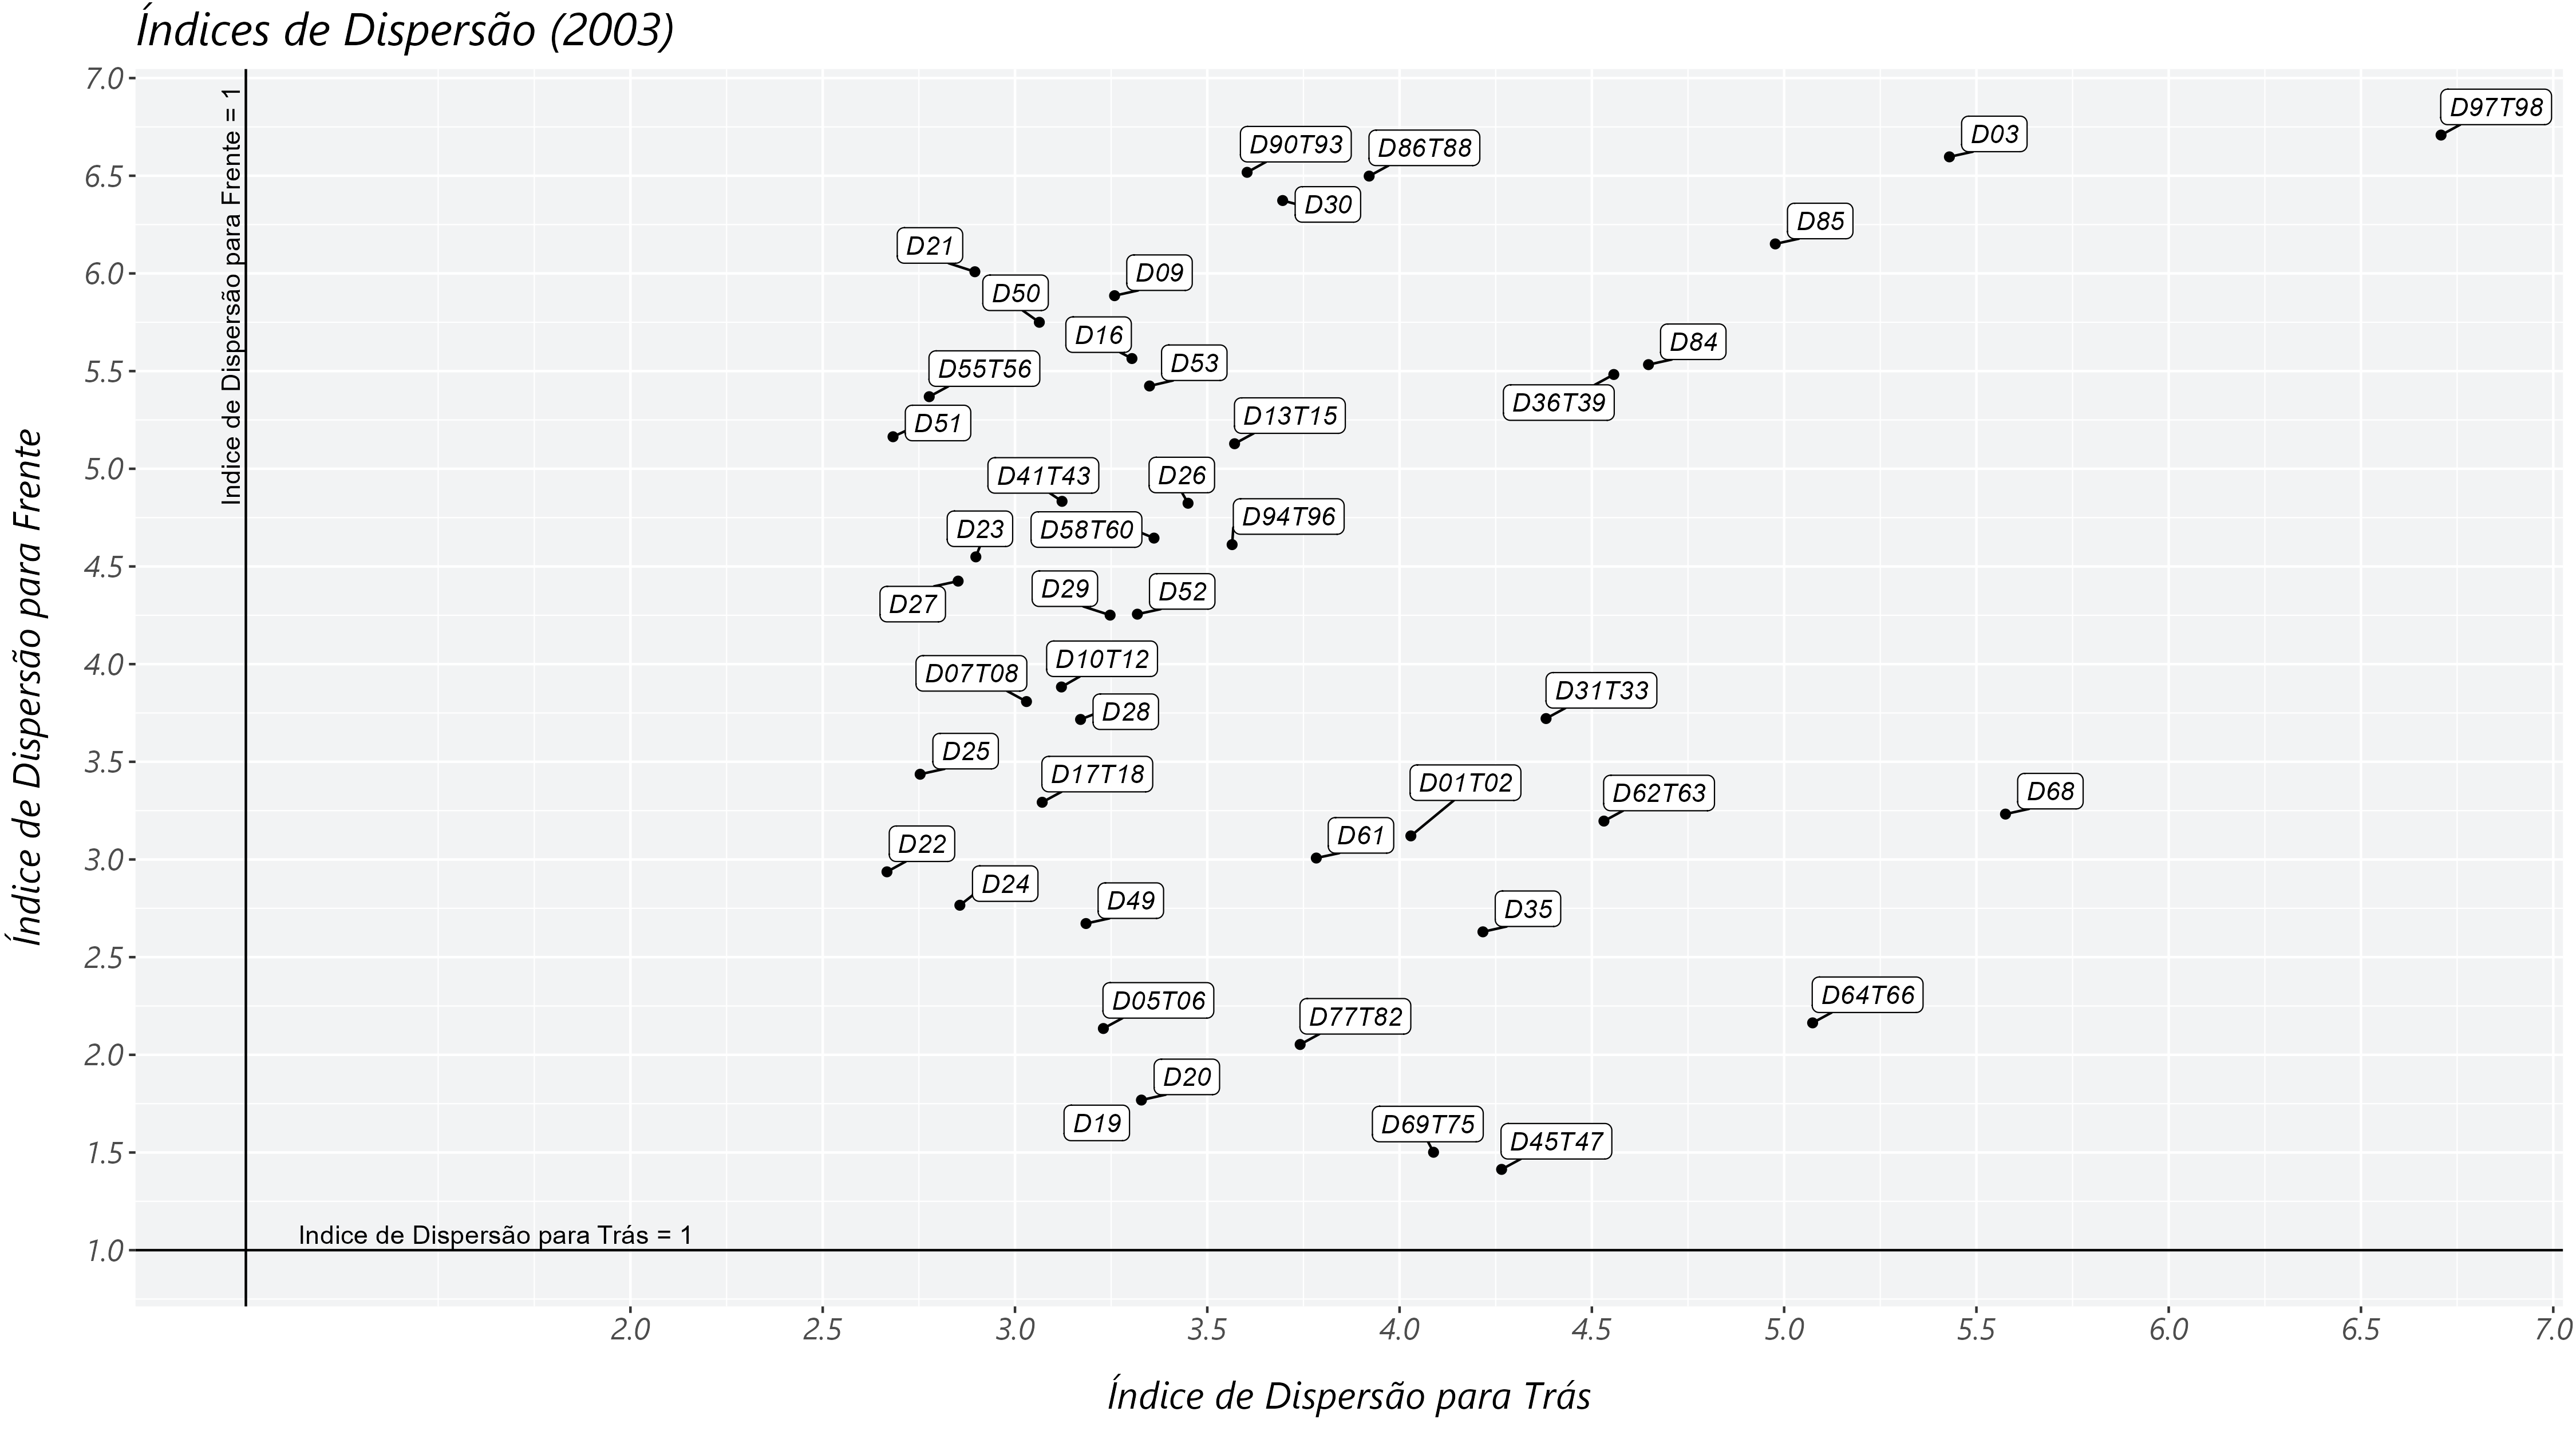 Índices de Dispersão (2003)
Índice de Dispersão para Frente
7.0
6.5
6.0
5.5
5.0
4.5
4.0
3.5
3.0
2.5
2.0
1.5
1.0
Indice de Dispersão para Frente = 1
D97T98
D03
D90T93
D86T88
D30
D85
D21
D09
D50
D16
D84
D53
D55T56
D36T39
D13T15
D51
D41T43
D26
D94T96
D23
D58T60
D29
D52
D27
D10T12
D07T08
D31T33
D28
D25
D17T18
D01T02
D62T63
D68
D61
D22
D24
D49
D35
D05T06
D64T66
D77T82
D20
D19
D69T75
D45T47
Indice de Dispersão para Trás = 1
2.0 2.5 3.0 3.5 4.0 4.5 5.0 5.5 6.0 6.5 7.0
Índice de Dispersão para Trás